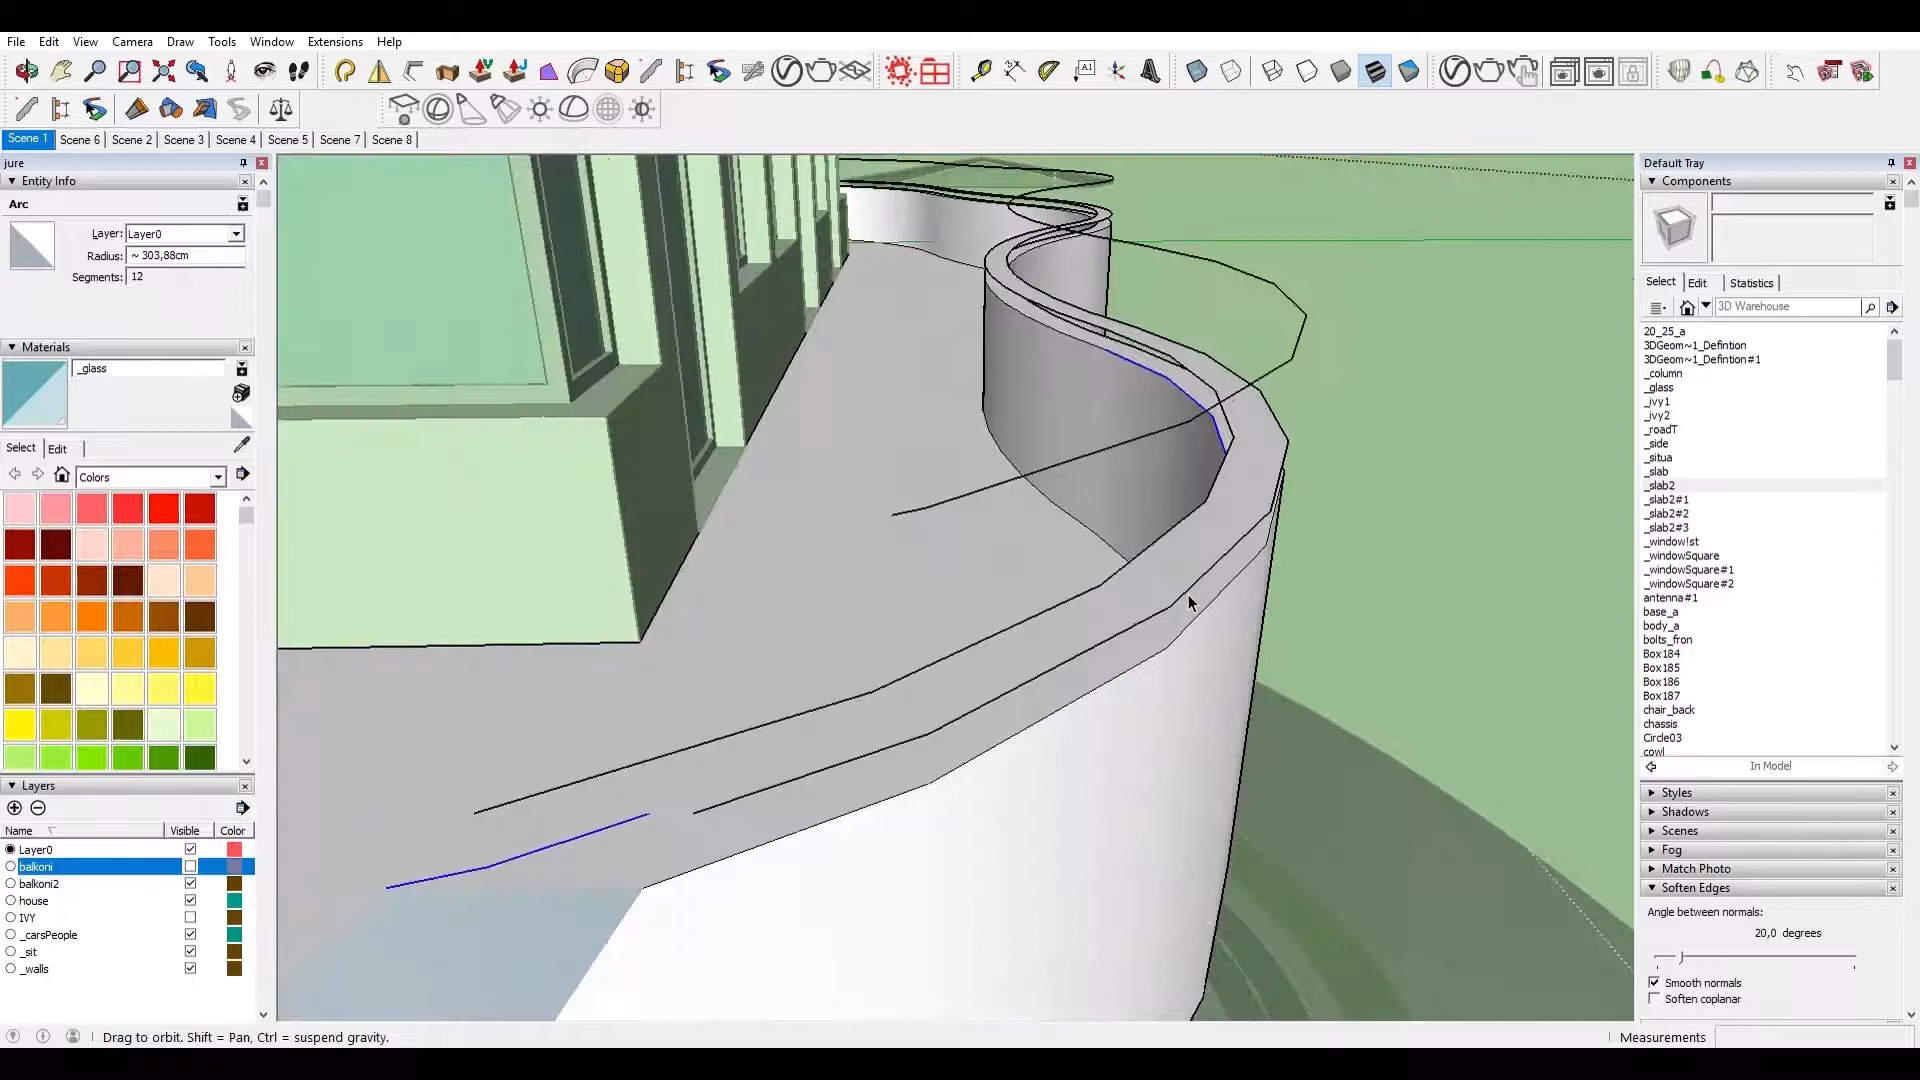 File Edit View Camera Draw Tools Window Extensions Help
A1
Scene 1 Scene 6 Scene 2 Scene 3 Scene 4 Scene 5 Scene 7 Scene 8
jure
Entity Info
Arc
Layer: Layer0
Radius: ~ 303,88cm
Segments: 12
Materials
_glass
Select Edit
Colors
Layers
Name Visible Color
Layer0
balkoni
balkoni2
house
IVY
_carsPeople
_sit
_walls
Drag to orbit. Shift = Pan, Ctrl = suspend gravity.
Measurements
Default Tray
Components
Select Edit Statistics
3D Warehouse
20_25_a
3DGeom~1_Defintion
3DGeom~1_Defintion#1
_column
_glass
_ivy1
_ivy2
_roadT
_side
_situa
_slab
_slab2
_slab2#1
_slab2#2
_slab2#3
_window!st
_windowSquare
_windowSquare#1
_windowSquare#2
antenna#1
base_a
body_a
bolts_fron
Box184
Box185
Box186
Box187
chair_back
chassis
Circle03
cowl
In Model
Styles
Shadows
Scenes
Fog
Match Photo
Soften Edges
Angle between normals:
20,0 degrees
Smooth normals
Soften coplanar